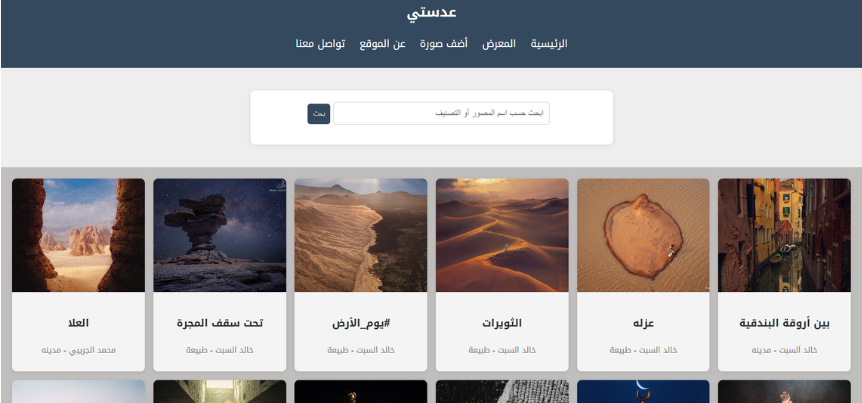 عدستي
الرئيسية المعرض أضف صورة عن الموقع تواصل معنا
ابحث حسب اسم المصور أو التصنيف بحث
بين أروقة البندقية
خالد السبت - مدينه
عزله
خالد السبت - طبيعة
الثويرات
خالد السبت - طبيعة
#يوم_الأرض
خالد السبت - طبيعة
تحت سقف المجرة
خالد السبت - طبيعة
العلا
محمد الجريبي - مدينه